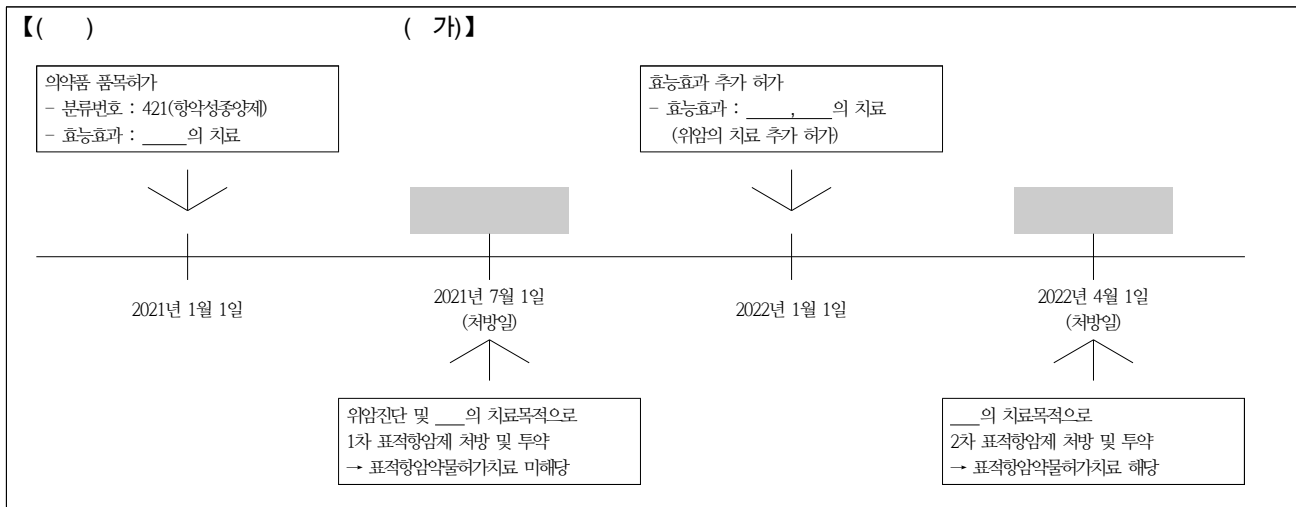 【( ) ( 가)】
의약품 품목허가
- 분류번호 : 421(항악성종양제)
- 효능효과 : _____의 치료
효능효과 추가 허가
- 효능효과 : _____, ____의 치료
(위암의 치료 추가 허가)
2021년 1월 1일
2021년 7월 1일
(처방일)
2022년 1월 1일
2022년 4월 1일
(처방일)
위암진단 및 ___의 치료목적으로
1차 표적항암제 처방 및 투약
→ 표적항암약물허가치료 미해당
___의 치료목적으로
2차 표적항암제 처방 및 투약
→ 표적항암약물허가치료 해당